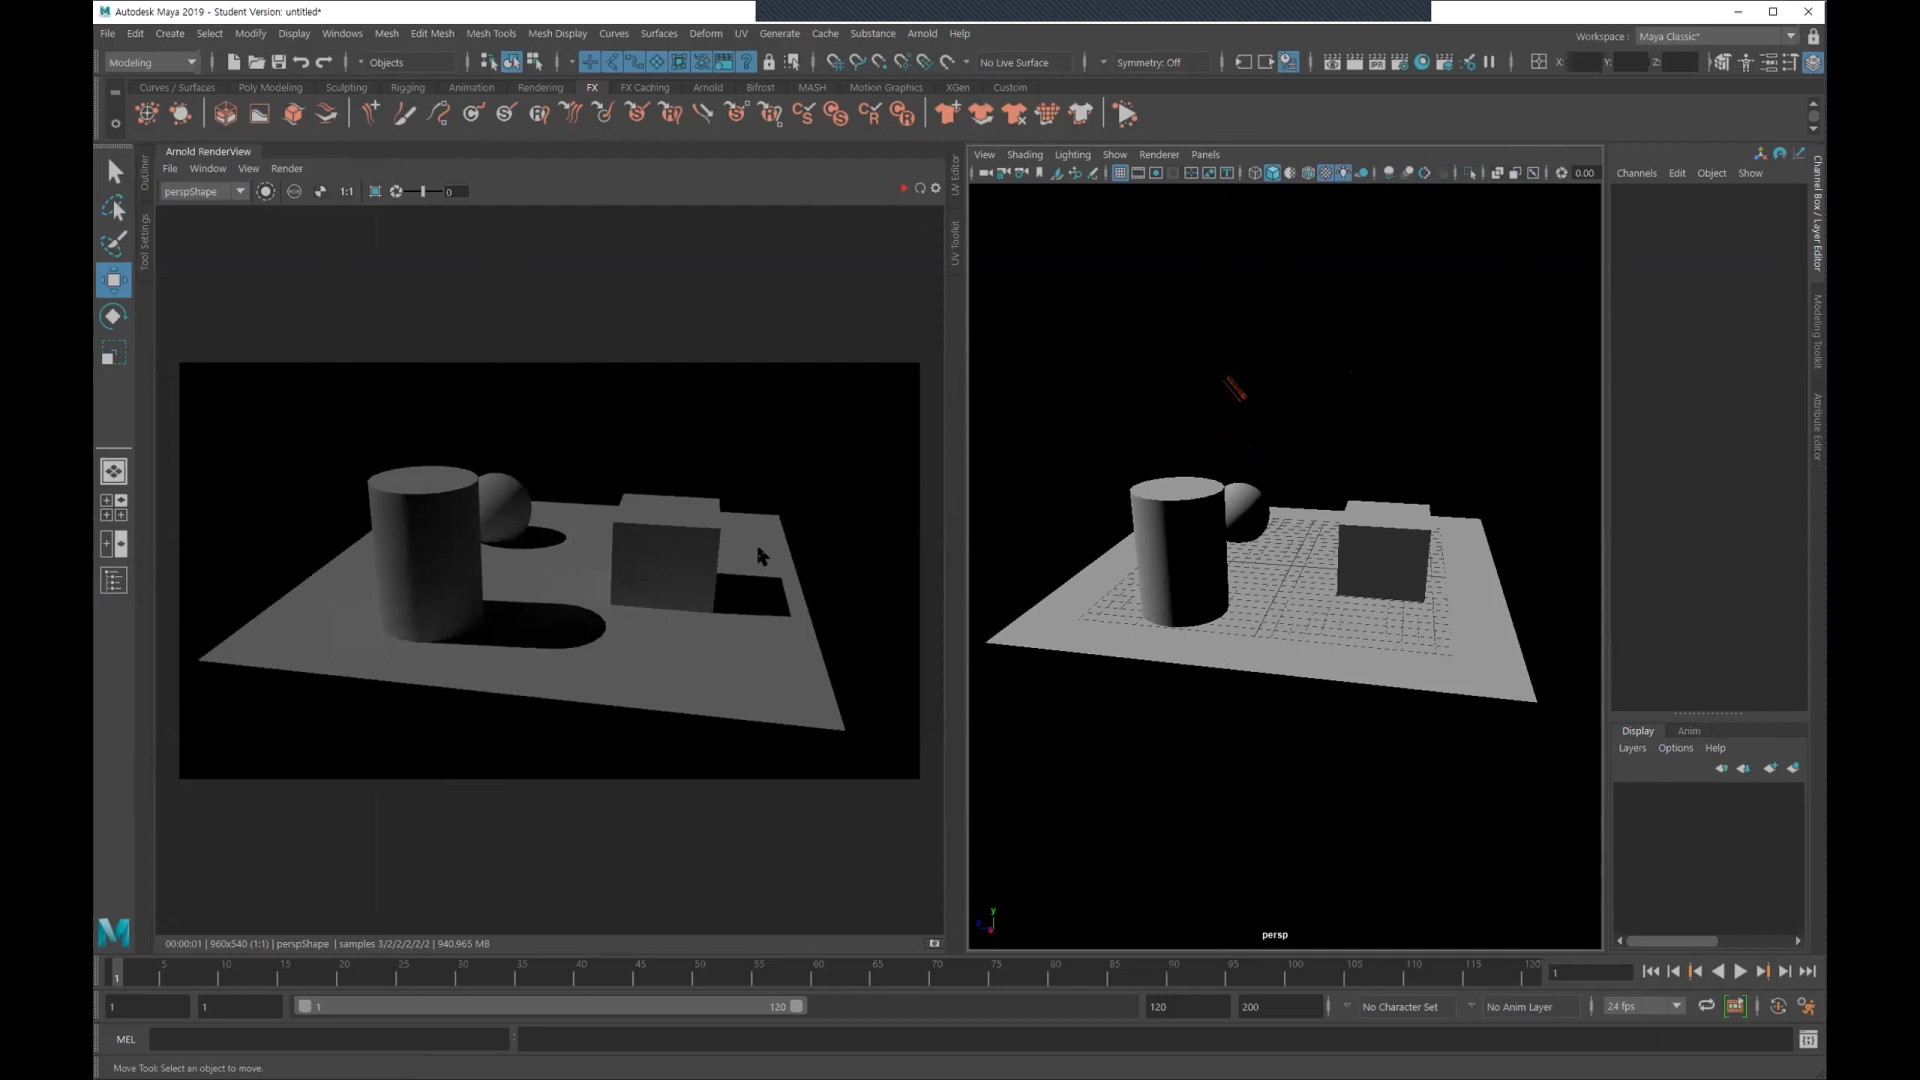 Autodesk Maya 2019 - Student Version: untitled*
File Edit Create Select Modify Display Windows Mesh Edit Mesh Mesh Tools Mesh Display Curves Surfaces Deform UV Generate Cache Substance Arnold Help
Workspace : Maya Classic*
Modeling Objects No Live Surface Symmetry: Off X: Y: Z:
Curves / Surfaces Poly Modeling Sculpting Rigging Animation Rendering FX FX Caching Arnold Bifrost MASH Motion Graphics XGen Custom
Arnold RenderView
File Window View Render
perspShape 1:1 0
View Shading Lighting Show Renderer Panels
0.00
Channels Edit Object Show
Outliner
Tool Settings
UV Editor
UV Toolkit
Channel Box / Layer Editor
Modeling Toolkit
Attribute Editor
Display Anim
Layers Options Help
y
z
persp
00:00:01 | 960x540 (1:1) | perspShape | samples 3/2/2/2/2/2 | 940.965 MB
1 5 10 15 20 25 30 35 40 45 50 55 60 65 70 75 80 85 90 95 100 105 110 115 120
1
1 1 1 120 120 200 No Character Set No Anim Layer 24 fps
MEL
Move Tool: Select an object to move.